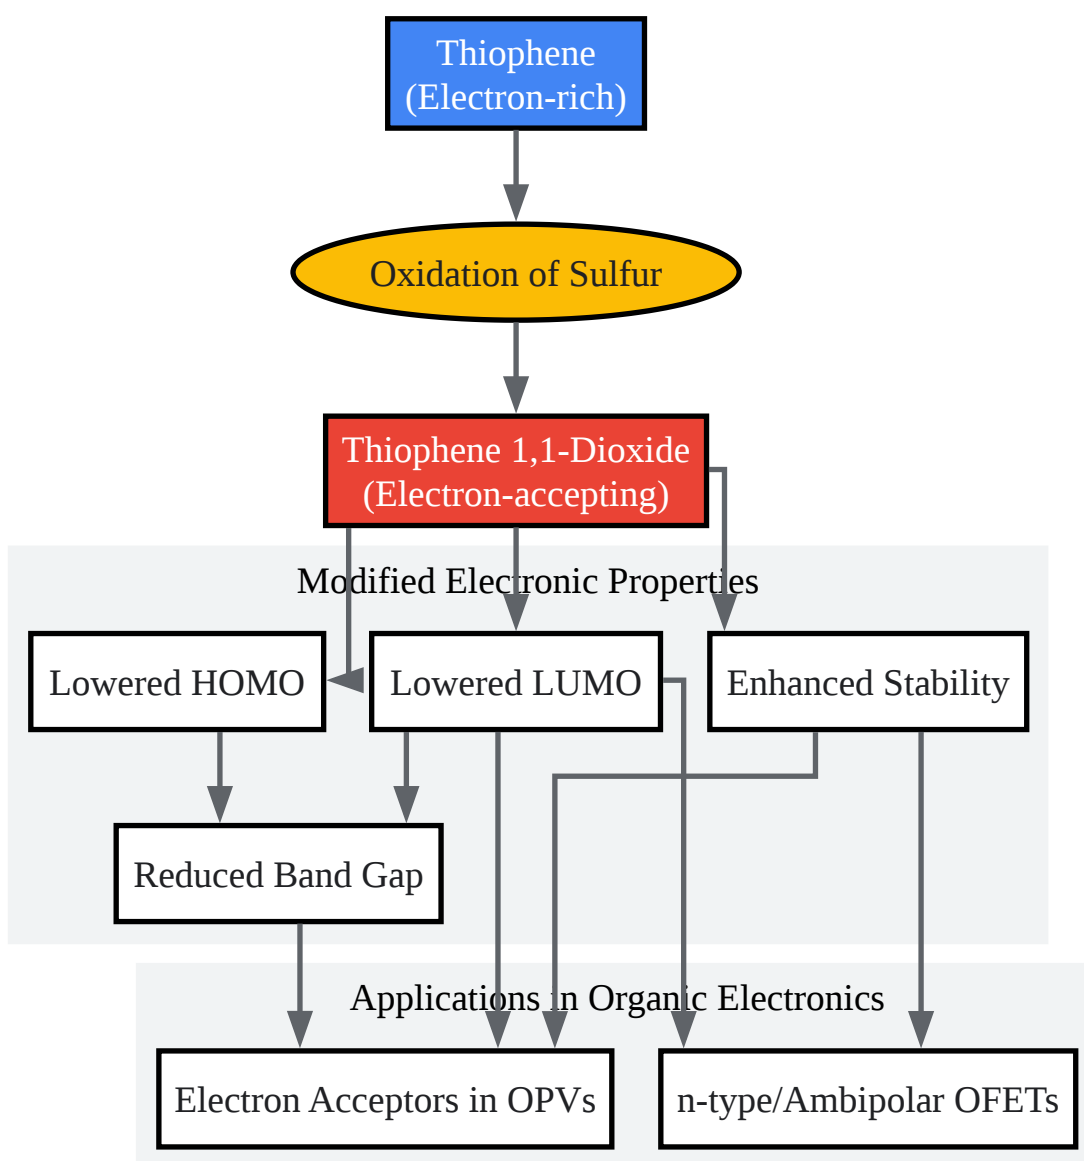 Thiophene
(Electron-rich)
Oxidation of Sulfur
Thiophene 1,1-Dioxide
(Electron-accepting)
Modified Electronic Properties
Lowered HOMO
Lowered LUMO
Enhanced Stability
Reduced Band Gap
Applications in Organic Electronics
Electron Acceptors in OPVs
n-type/Ambipolar OFETs